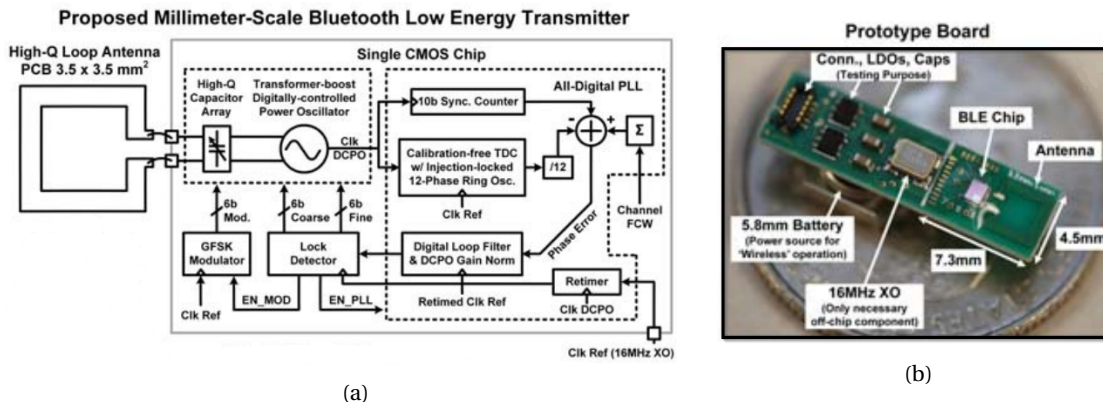 Proposed Millimeter-Scale Bluetooth Low Energy Transmitter
High-Q Loop Antenna
PCB 3.5 x 3.5 mm²
Single CMOS Chip
High-Q
Capacitor
Array
Transformer-boost
Digitally-controlled
Power Oscillator
All-Digital PLL
10b Sync. Counter
Clk
DCPO
- +
Σ
Calibration-free TDC
w/ Injection-locked
12-Phase Ring Osc.
/12
Clk Ref
Channel
FCW
6b
Mod.
6b
Coarse
6b
Fine
Phase Error
GFSK
Modulator
Lock
Detector
Digital Loop Filter
& DCPO Gain Norm
Retimer
Clk Ref
EN_MOD
EN_PLL
Retimed Clk Ref
Clk DCPO
Clk Ref (16MHz XO)
(a)
Prototype Board
Conn., LDOs, Caps
(Testing Purpose)
BLE Chip
Antenna
5.8mm Battery
(Power source for
'Wireless' operation)
7.3mm
4.5mm
16MHz XO
(Only necessary
off-chip component)
(b)